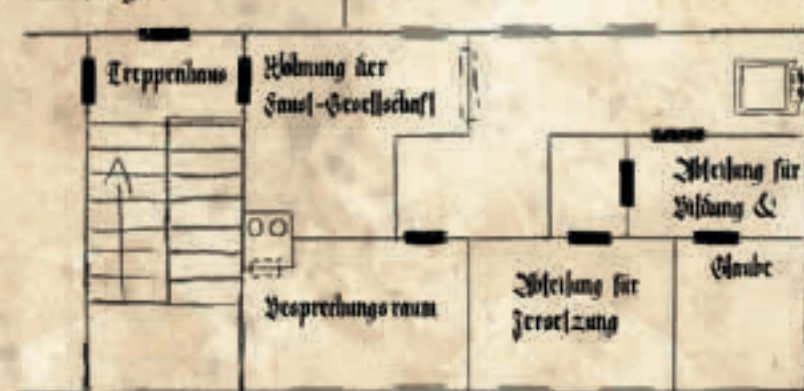 Treppenhaus
Wohnung der
Faust-Gesellschaft
Abteilung für
Bildung &
Glaube
Abteilung für
Zersetzung
Besprechungsraum